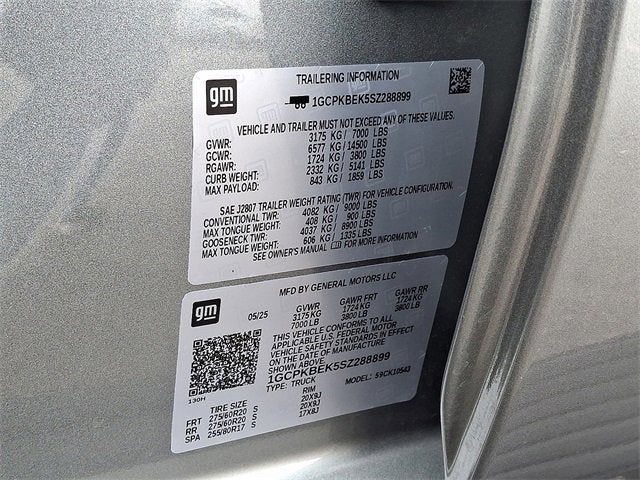 gm
TRAILERING INFORMATION
1GCPKBEK5SZ288899
VEHICLE AND TRAILER MUST NOT EXCEED ANY OF THESE VALUES.
GVWR: 3175 KG/ 7000 LBS
GCWR: 6577 KG/ 14500 LBS
RGAWR: 1724 KG/ 3800 LBS
CURB WEIGHT: 2332 KG/ 5141 LBS
MAX PAYLOAD: 843 KG/ 1859 LBS
SAE J2807 TRAILER WEIGHT RATING (TWR) FOR VEHICLE CONFIGURATION.
CONVENTIONAL TWR: 4082 KG/ 9000 LBS
MAX TONGUE WEIGHT: 408 KG/ 900 LBS
GOOSENECK TWR: 4037 KG/ 8900 LBS
MAX TONGUE WEIGHT: 606 KG/ 1335 LBS
SEE OWNER'S MANUAL FOR MORE INFORMATION
gm
MFD BY GENERAL MOTORS LLC
05/25 GVWR GAWR FRT GAWR RR
3175 KG 1724 KG 1724 KG
7000 LB 3800 LB 3800 LB
THIS VEHICLE CONFORMS TO ALL
APPLICABLE U.S. FEDERAL MOTOR
VEHICLE SAFETY STANDARDS IN EFFECT
ON THE DATE OF MANUFACTURE
SHOWN ABOVE.
1GCPKBEK5SZ288899
TYPE: TRUCK MODEL: S9CK10543
130H
TIRE SIZE RIM
FRT 275/60R20 S 20X9J
RR 275/60R20 S 20X9J
SPA 255/80R17 S 17X8J